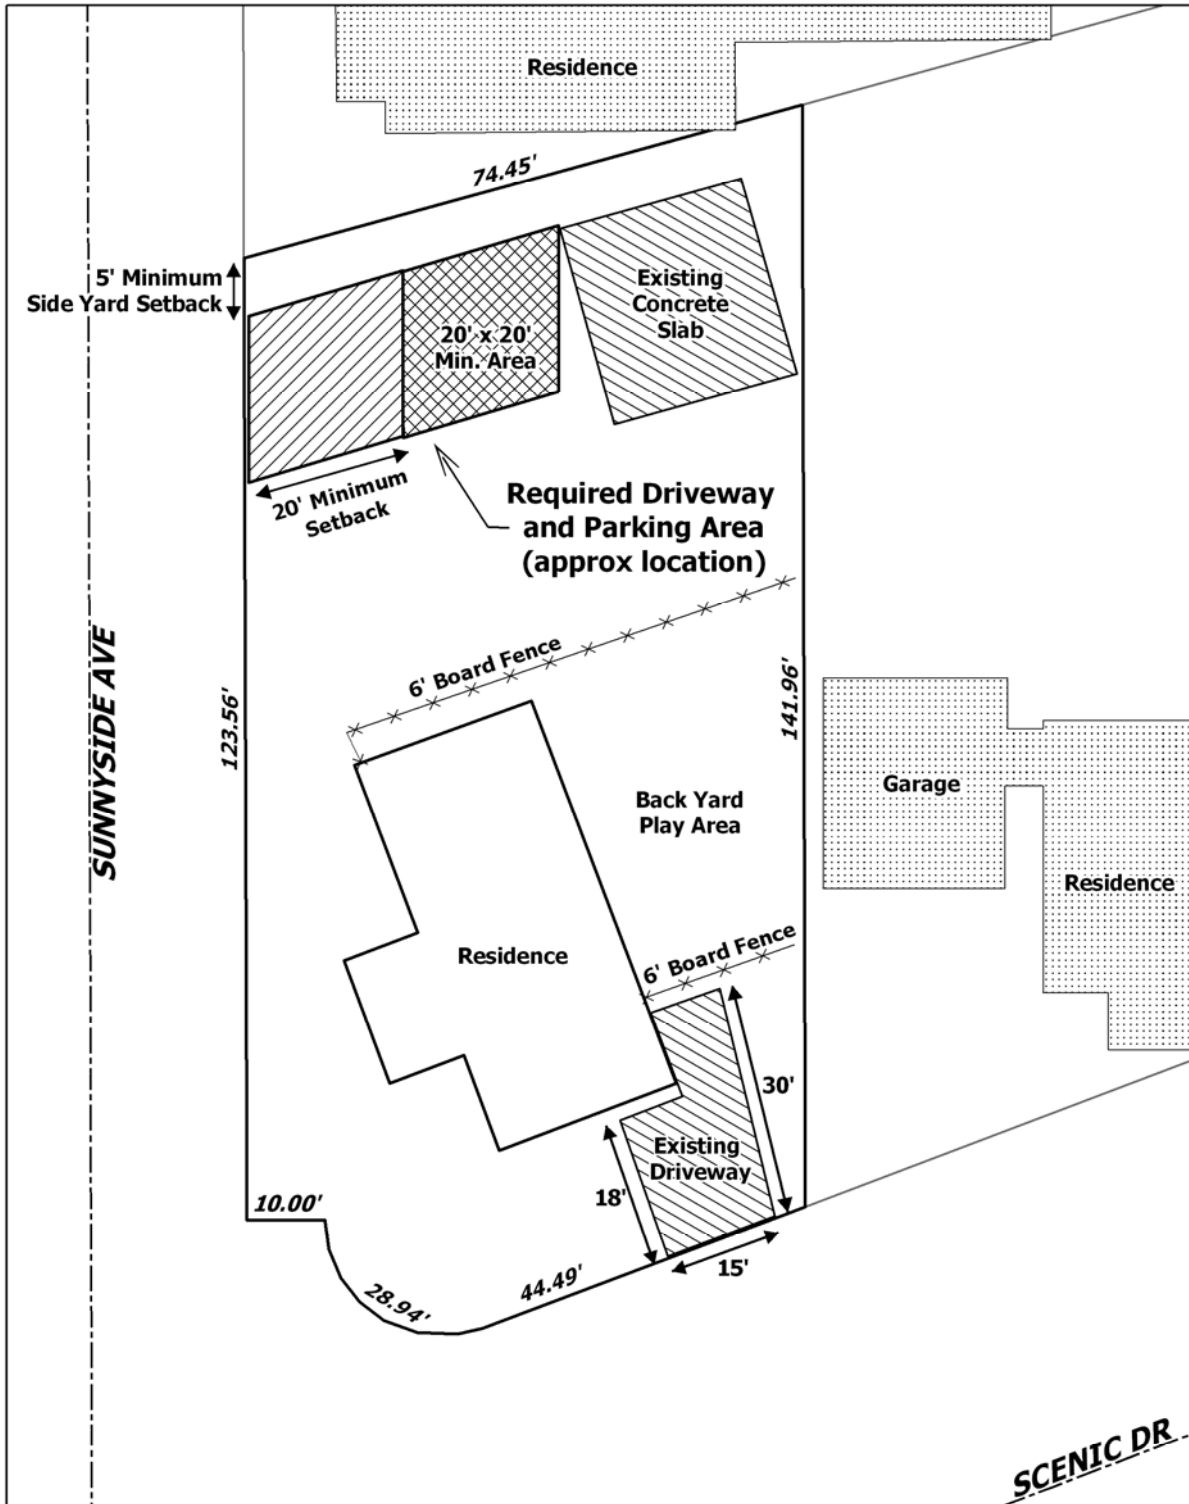 Residence
74.45'
5' Minimum
Side Yard Setback
Existing
Concrete
Slab
20' x 20'
Min. Area
20' Minimum
Setback
Required Driveway
and Parking Area
(approx location)
6' Board Fence
SUNNYSIDE AVE
123.56'
141.96'
Garage
Back Yard
Play Area
Residence
Residence
6' Board Fence
30'
Existing
Driveway
18'
10.00'
15'
44.49'
28.94'
SCENIC DR